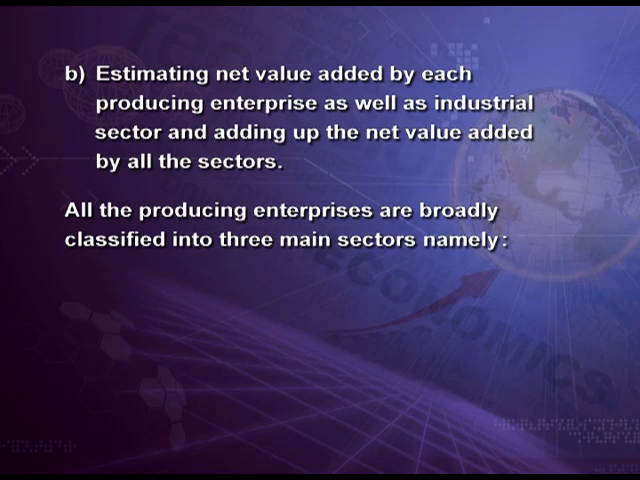 b) Estimating net value added by each
producing enterprise as well as industrial
sector and adding up the net value added
by all the sectors.
All the producing enterprises are broadly
classified into three main sectors namely:
ECONOMICS